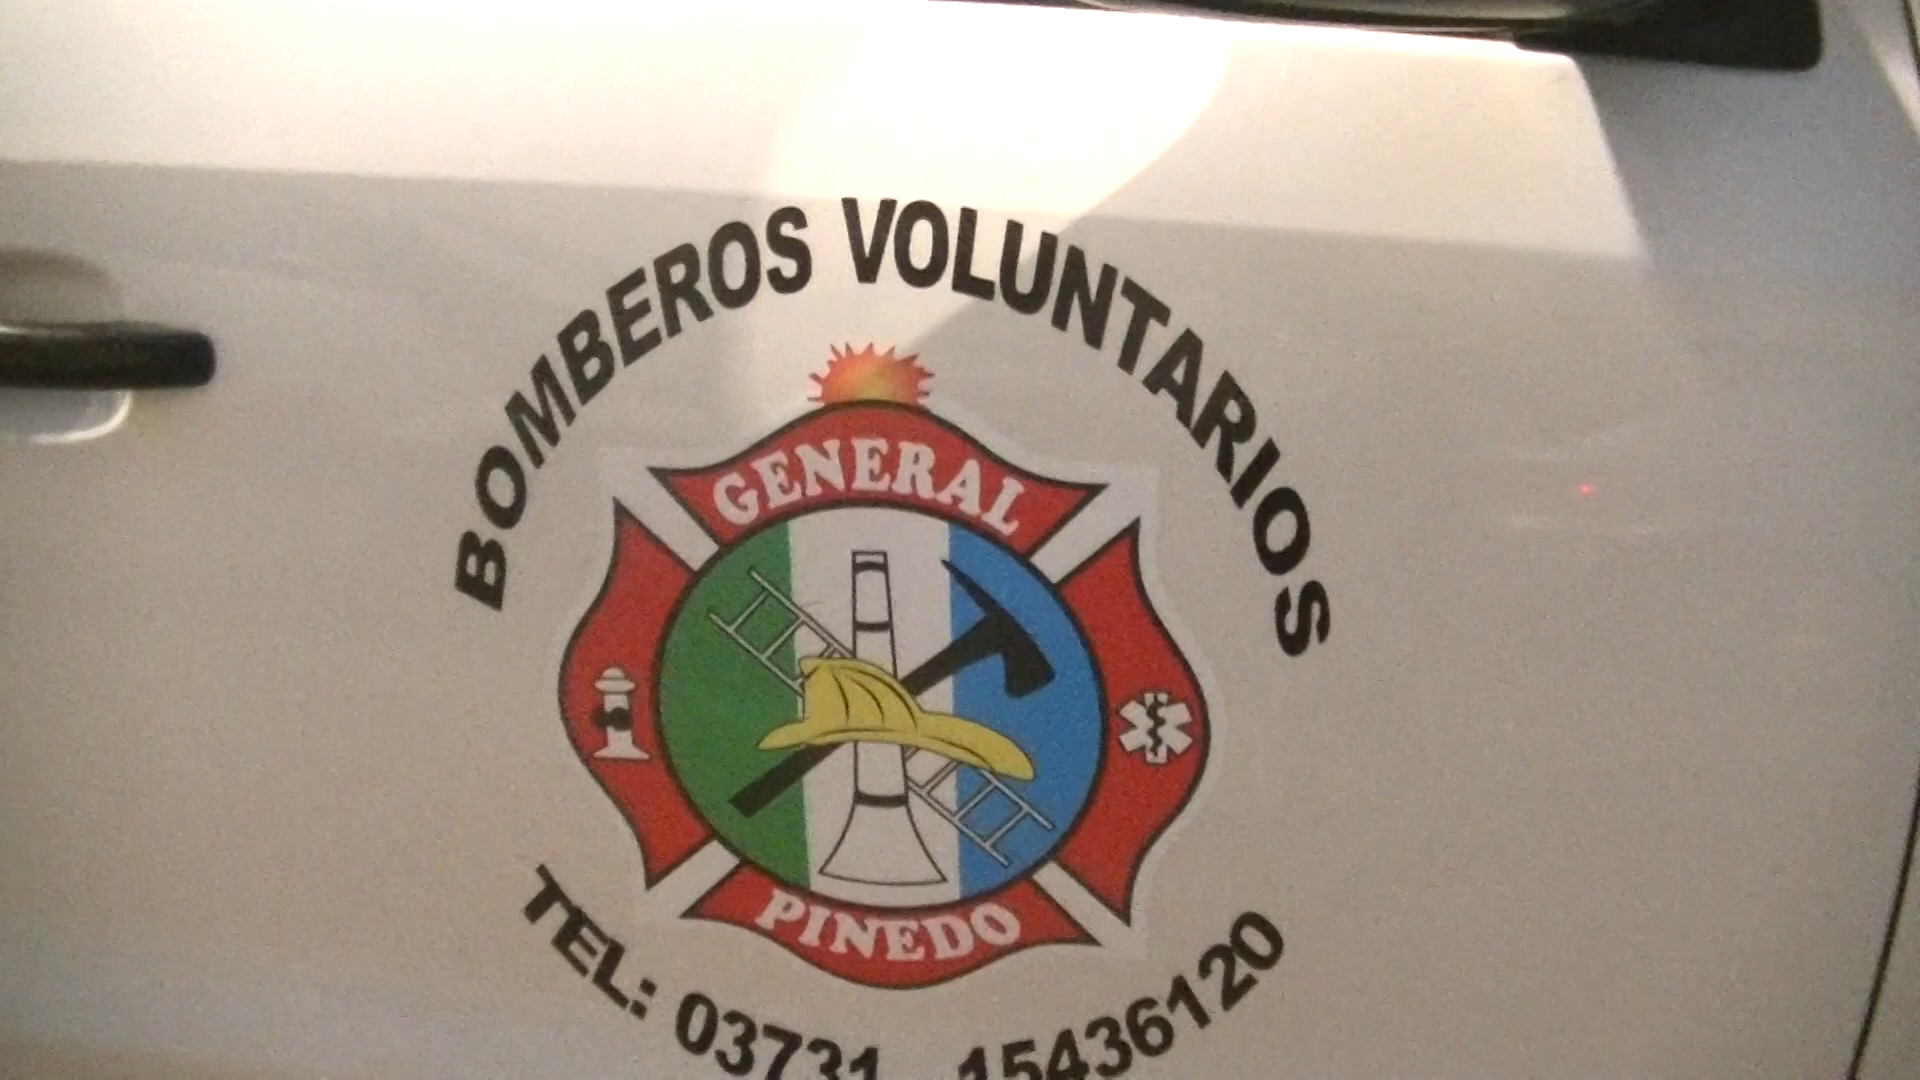 BOMBEROS VOLUNTARIOS
GENERAL
PINEDO
TEL: 03731 15436120